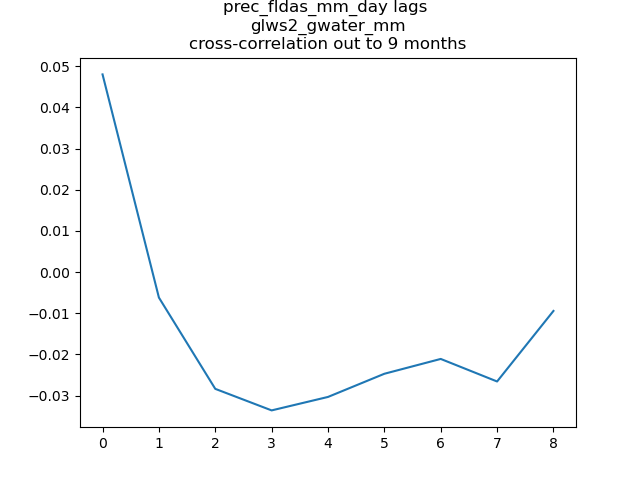 prec_fldas_mm_day lags
glws2_gwater_mm
cross-correlation out to 9 months
0.05
0.04
0.03
0.02
0.01
0.00
−0.01
−0.02
−0.03
0 1 2 3 4 5 6 7 8